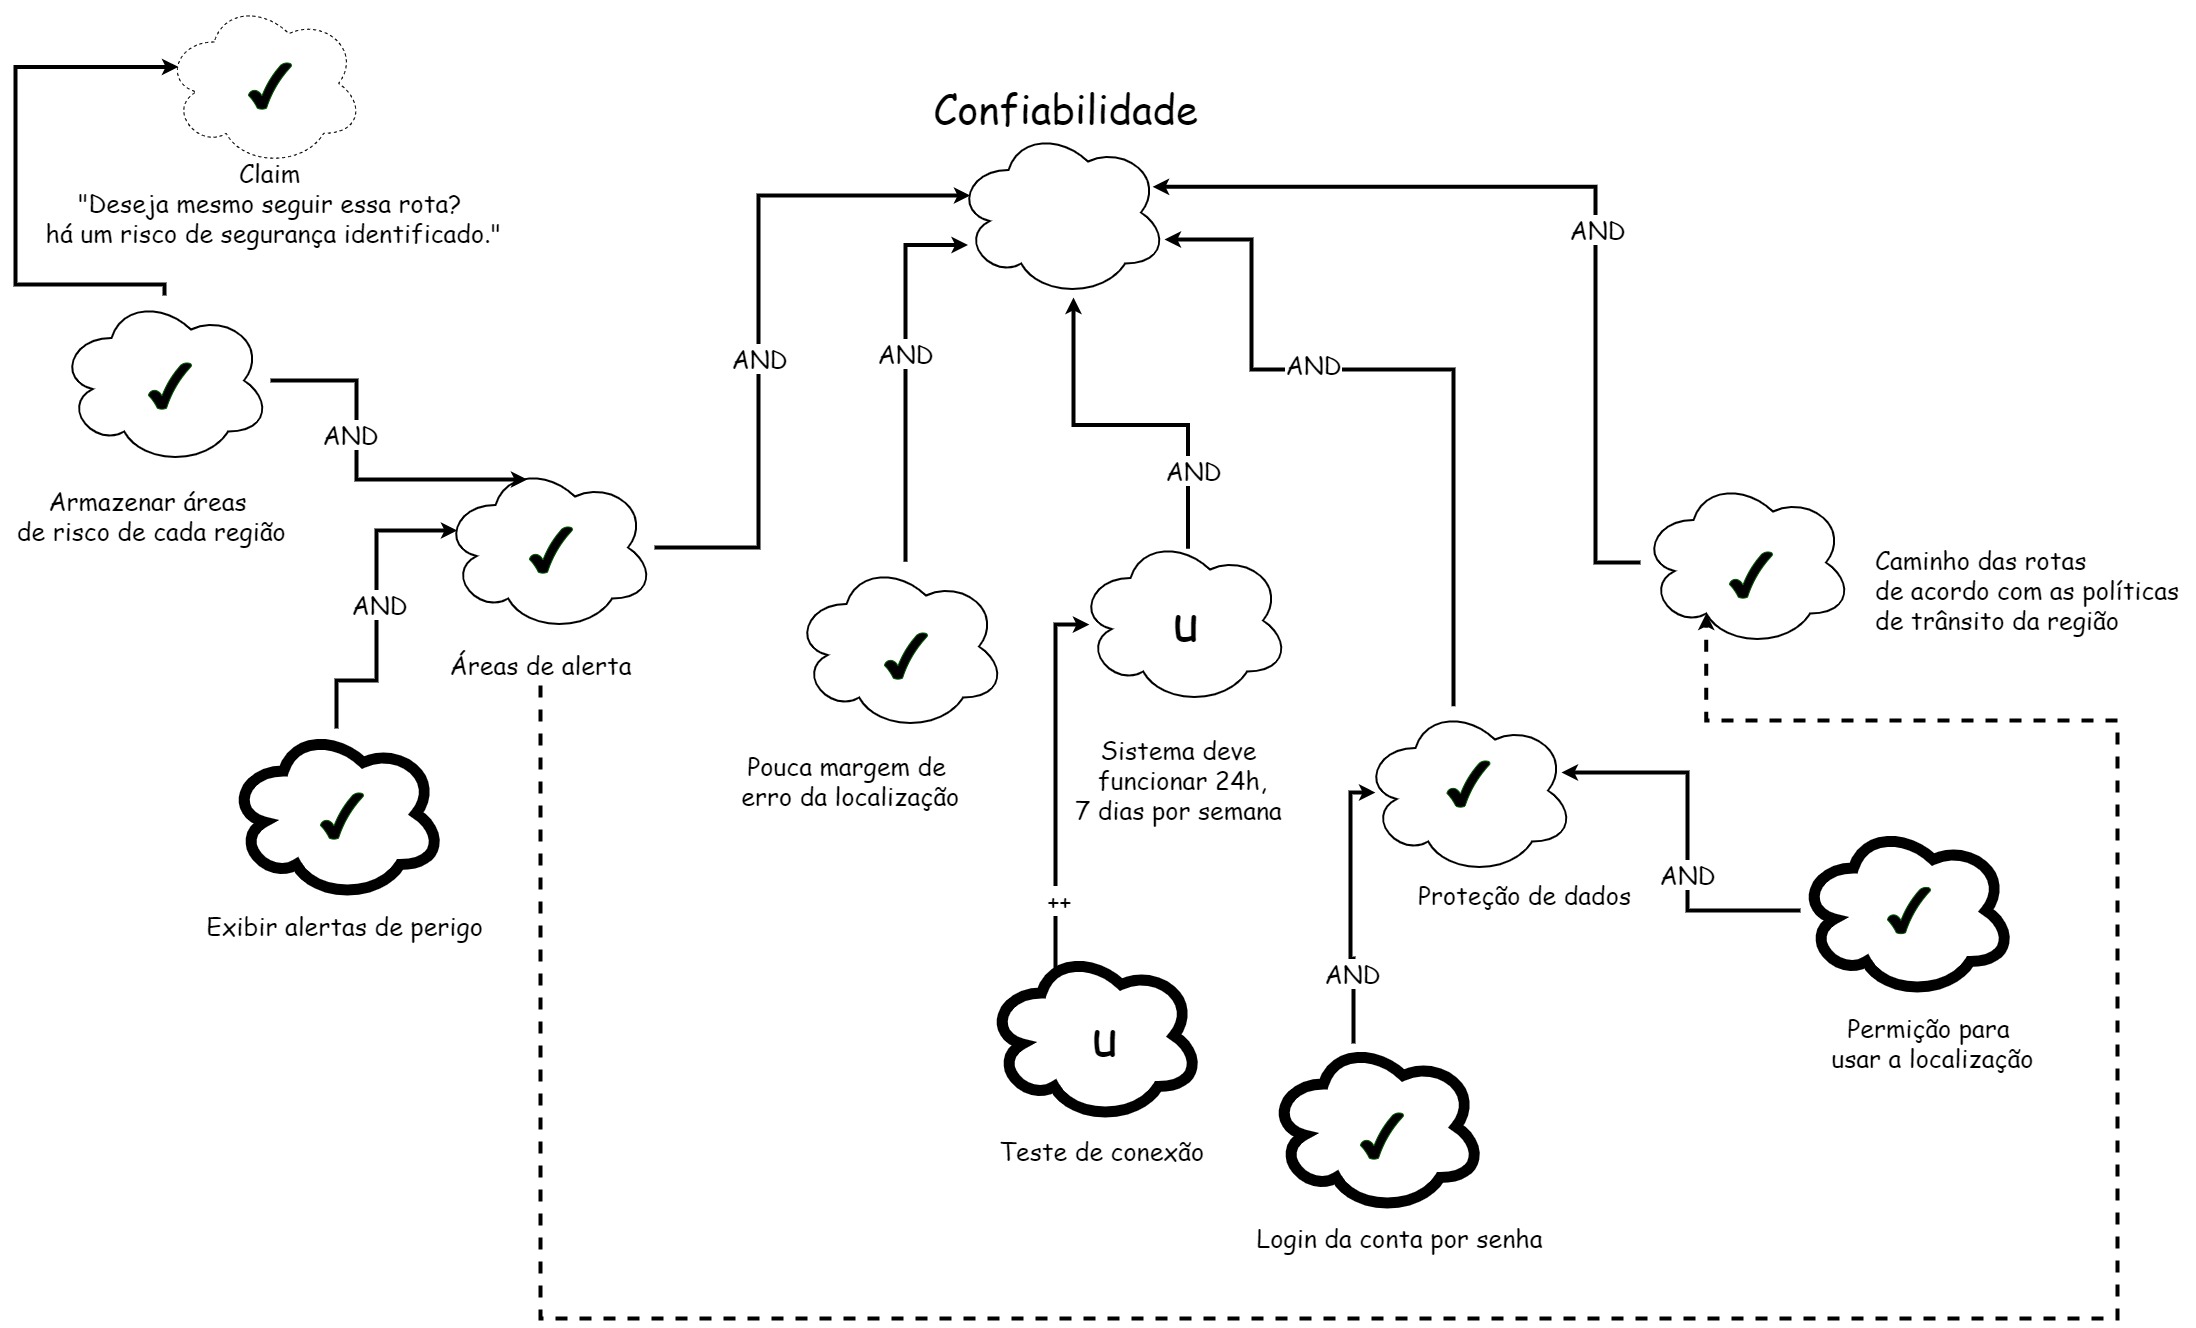 Confiabilidade
Claim
"Deseja mesmo seguir essa rota?
há um risco de segurança identificado."
AND
AND
AND
AND
AND
AND
AND
Armazenar áreas
de risco de cada região
Caminho das rotas
de acordo com as políticas
de trânsito da região
u
Áreas de alerta
Pouca margem de
erro da localização
Sistema deve
funcionar 24h,
7 dias por semana
AND
Proteção de dados
++
Exibir alertas de perigo
AND
Permição para
usar a localização
u
Teste de conexão
Login da conta por senha